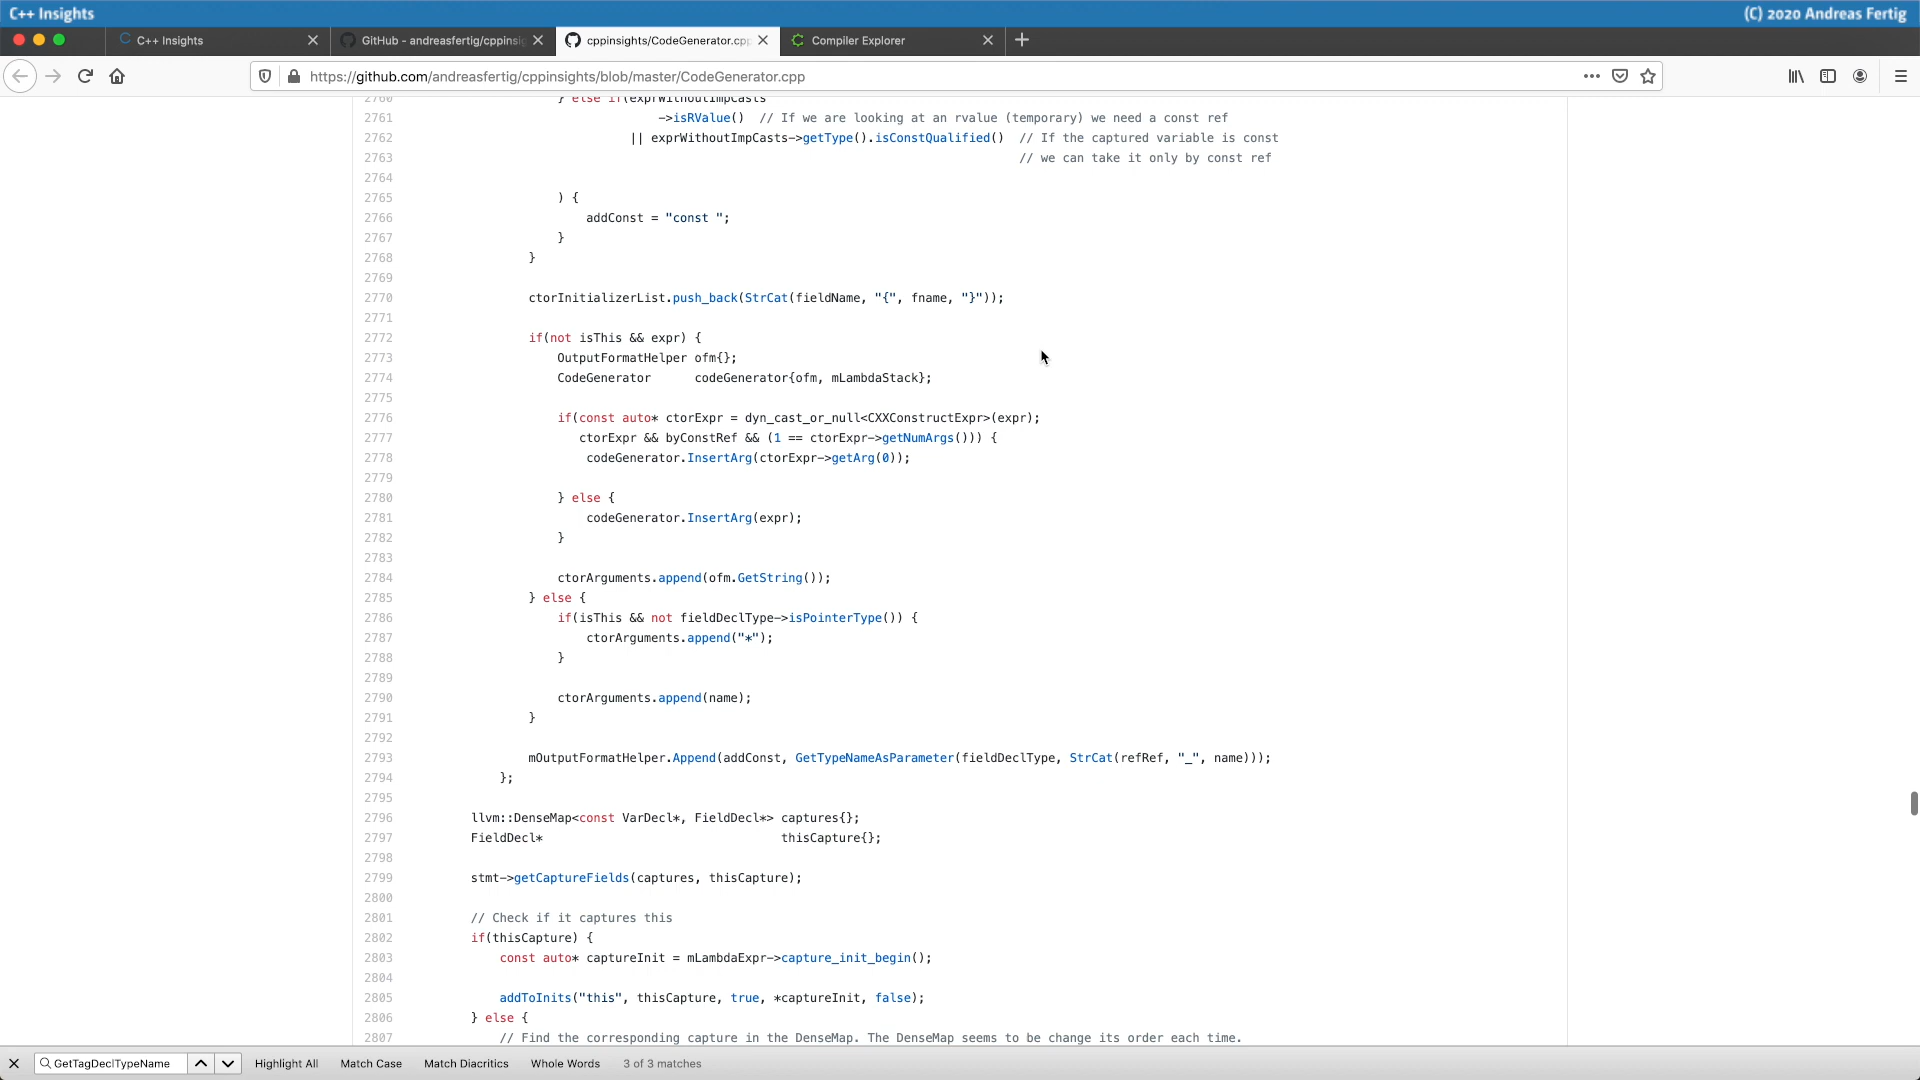 C++ Insights
(C) 2020 Andreas Fertig
C++ Insights
GitHub - andreasfertig/cppinsig
cppinsights/CodeGenerator.cpp
Compiler Explorer
https://github.com/andreasfertig/cppinsights/blob/master/CodeGenerator.cpp
2760 } else if(exprWithoutImpCasts
2761 ->isRValue() // If we are looking at an rvalue (temporary) we need a const ref
2762 || exprWithoutImpCasts->getType().isConstQualified() // If the captured variable is const
2763 // we can take it only by const ref
2764
2765 ) {
2766 addConst = "const ";
2767 }
2768 }
2769
2770 ctorInitializerList.push_back(StrCat(fieldName, "{", fname, "}"));
2771
2772 if(not isThis && expr) {
2773 OutputFormatHelper ofm{};
2774 CodeGenerator codeGenerator{ofm, mLambdaStack};
2775
2776 if(const auto* ctorExpr = dyn_cast_or_null<CXXConstructExpr>(expr);
2777 ctorExpr && byConstRef && (1 == ctorExpr->getNumArgs())) {
2778 codeGenerator.InsertArg(ctorExpr->getArg(0));
2779
2780 } else {
2781 codeGenerator.InsertArg(expr);
2782 }
2783
2784 ctorArguments.append(ofm.GetString());
2785 } else {
2786 if(isThis && not fieldDeclType->isPointerType()) {
2787 ctorArguments.append("*");
2788 }
2789
2790 ctorArguments.append(name);
2791 }
2792
2793 mOutputFormatHelper.Append(addConst, GetTypeNameAsParameter(fieldDeclType, StrCat(refRef, "_", name)));
2794 };
2795
2796 llvm::DenseMap<const VarDecl*, FieldDecl*> captures{};
2797 FieldDecl* thisCapture{};
2798
2799 stmt->getCaptureFields(captures, thisCapture);
2800
2801 // Check if it captures this
2802 if(thisCapture) {
2803 const auto* captureInit = mLambdaExpr->capture_init_begin();
2804
2805 addToInits("this", thisCapture, true, *captureInit, false);
2806 } else {
2807 // Find the corresponding capture in the DenseMap. The DenseMap seems to be change its order each time.
GetTagDeclTypeName
Highlight All
Match Case
Match Diacritics
Whole Words
3 of 3 matches